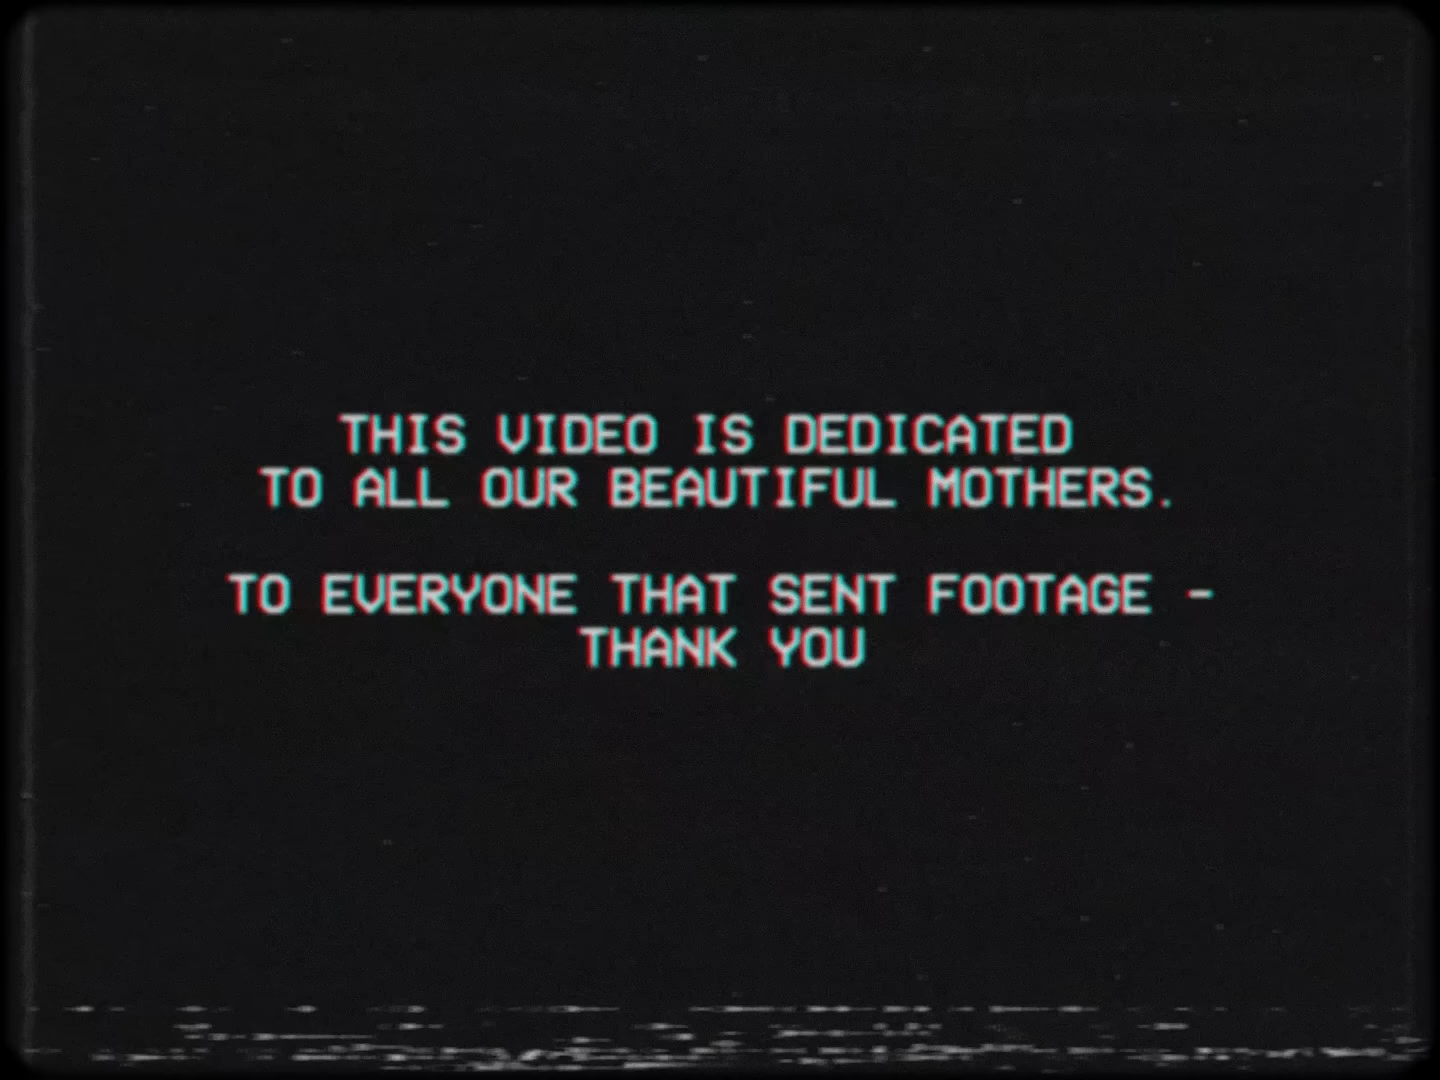 THIS VIDEO IS DEDICATED
TO ALL OUR BEAUTIFUL MOTHERS.
TO EVERYONE THAT SENT FOOTAGE -
THANK YOU